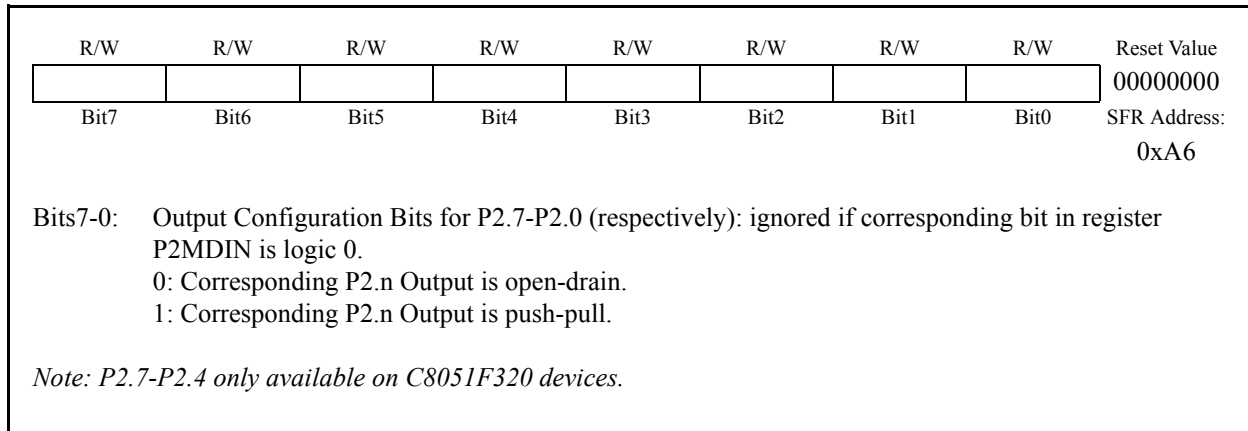 R/W R/W R/W R/W R/W R/W R/W R/W Reset Value
00000000
Bit7 Bit6 Bit5 Bit4 Bit3 Bit2 Bit1 Bit0 SFR Address:
0xA6
Bits7-0: Output Configuration Bits for P2.7-P2.0 (respectively): ignored if corresponding bit in register
P2MDIN is logic 0.
0: Corresponding P2.n Output is open-drain.
1: Corresponding P2.n Output is push-pull.
Note: P2.7-P2.4 only available on C8051F320 devices.